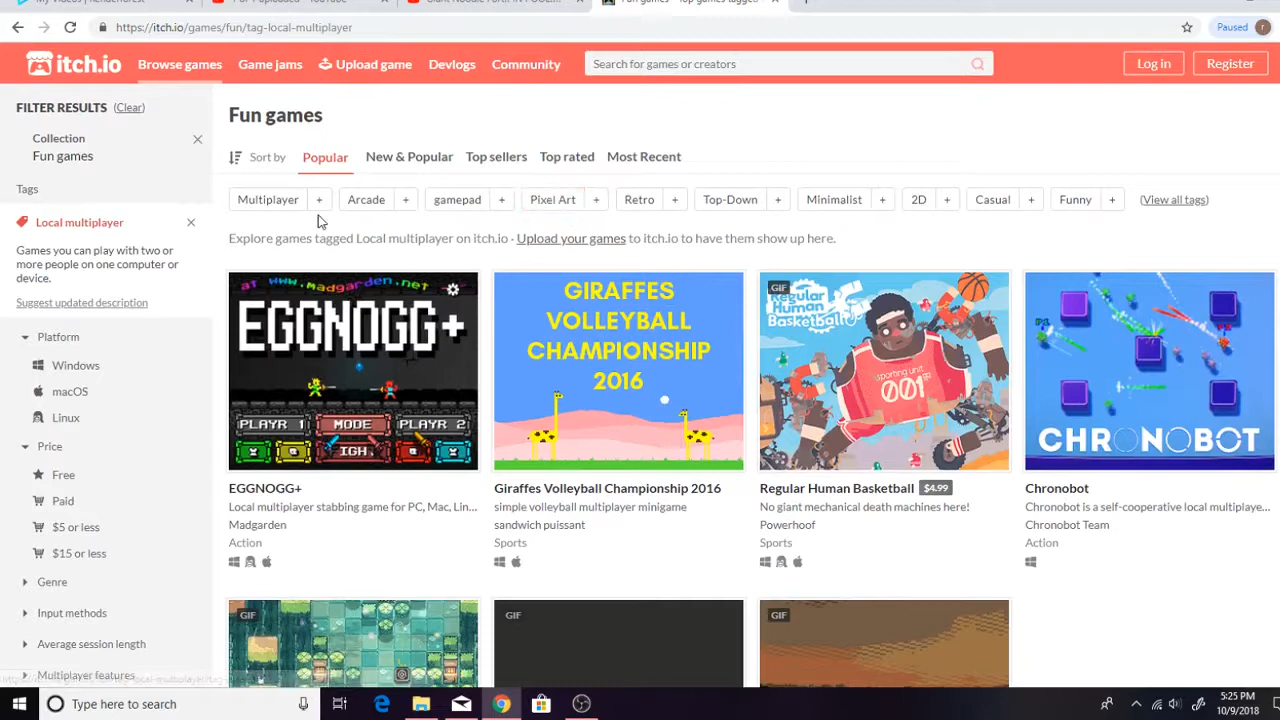 My Videos | Renderforest
https://itch.io/games/fun/tag-local-multiplayer
Paused
r
itch.io
Browse games
Game jams
Upload game
Devlogs
Community
Search for games or creators
Log in
Register
FILTER RESULTS (Clear)
Collection
Fun games
Tags
Local multiplayer
Games you can play with two
or more people on one computer or
device.
Suggest updated description
Platform
Windows
macOS
Linux
Price
Free
Paid
$5 or less
$15 or less
Genre
Input methods
Average session length
Multiplayer features
Fun games
Sort by
Popular
New & Popular
Top sellers
Top rated
Most Recent
Multiplayer +
Arcade +
gamepad +
Pixel Art +
Retro +
Top-Down +
Minimalist +
2D +
Casual +
Funny +
(View all tags)
Explore games tagged Local multiplayer on itch.io · Upload your games to itch.io to have them show up here.
at www.madgarden.net
EGGNOGG+
PLAYR 1
MODE
PLAYR 2
EGGNOGG+
Local multiplayer stabbing game for PC, Mac, Lin...
Madgarden
Action
GIRAFFES
VOLLEYBALL
CHAMPIONSHIP
2016
Giraffes Volleyball Championship 2016
simple volleyball multiplayer minigame
sandwich puissant
Sports
GIF
Regular Human
Basketball
sporting unit
001
Regular Human Basketball $4.99
No giant mechanical death machines here!
Powerhoof
Sports
CHRONOBOT
Chronobot
Chronobot is a self-cooperative local multiplaye...
Chronobot Team
Action
GIF
GIF
GIF
Type here to search
5:25 PM
10/9/2018